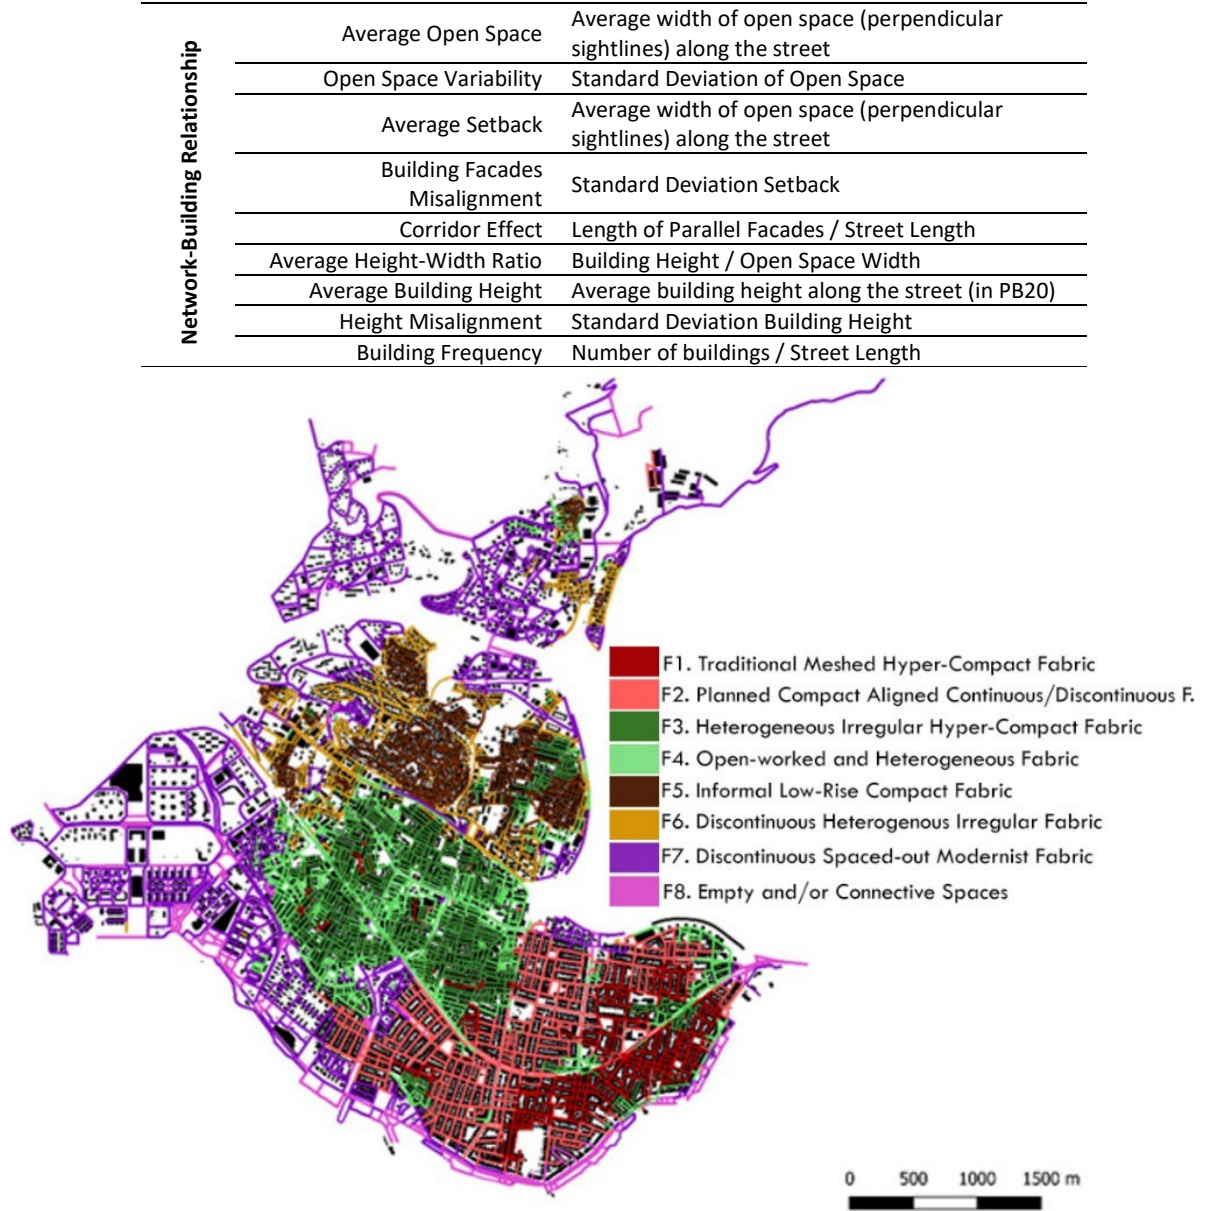 Network-Building Relationship
Average Open Space
Average width of open space (perpendicular
sightlines) along the street
Open Space Variability
Standard Deviation of Open Space
Average Setback
Average width of open space (perpendicular
sightlines) along the street
Building Facades
Misalignment
Standard Deviation Setback
Corridor Effect
Length of Parallel Facades / Street Length
Average Height-Width Ratio
Building Height / Open Space Width
Average Building Height
Average building height along the street (in PB20)
Height Misalignment
Standard Deviation Building Height
Building Frequency
Number of buildings / Street Length
F1. Traditional Meshed Hyper-Compact Fabric
F2. Planned Compact Aligned Continuous/Discontinuous F.
F3. Heterogeneous Irregular Hyper-Compact Fabric
F4. Open-worked and Heterogeneous Fabric
F5. Informal Low-Rise Compact Fabric
F6. Discontinuous Heterogenous Irregular Fabric
F7. Discontinuous Spaced-out Modernist Fabric
F8. Empty and/or Connective Spaces
0 500 1000 1500 m